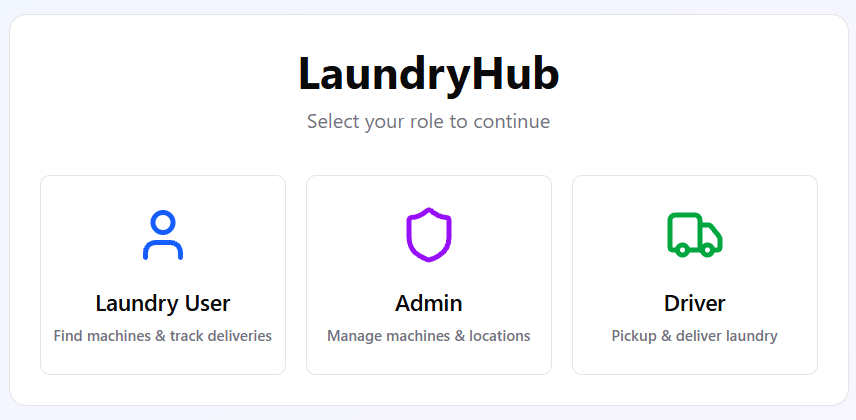 LaundryHub
Select your role to continue
Laundry User
Find machines & track deliveries
Admin
Manage machines & locations
Driver
Pickup & deliver laundry